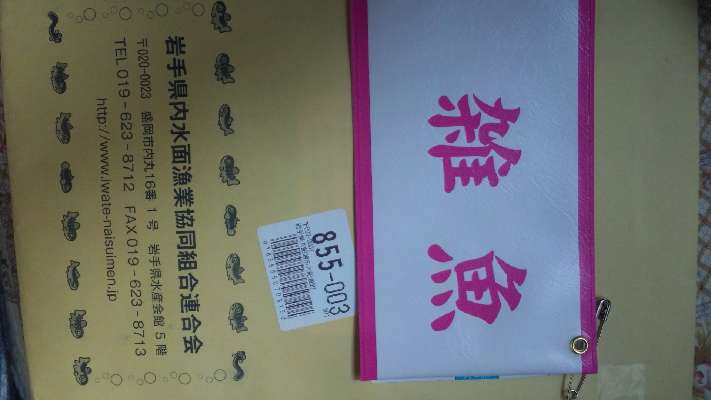 雑魚
岩手県内水面漁業協同組合連合会
〒020-0023 盛岡市内丸16番1号 岩手県水産会館5階
TEL 019-623-8712 FAX 019-623-8713
http://www.iwate-naisuimen.jp
855-003